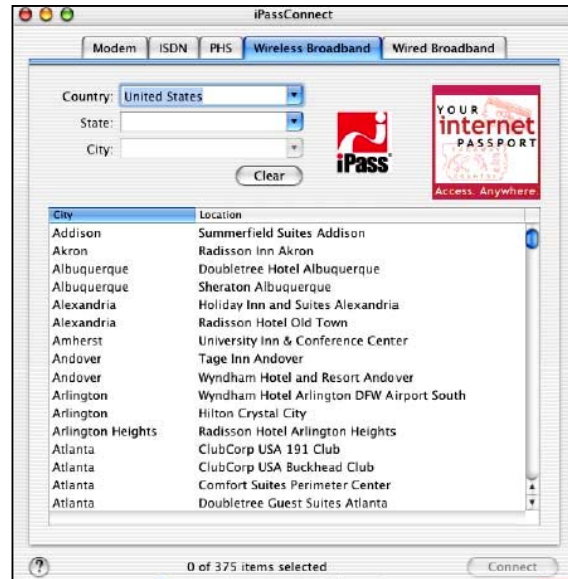 iPassConnect
Modem ISDN PHS Wireless Broadband Wired Broadband
Country: United States
State:
City:
Clear
iPass
YOUR
internet
PASSPORT
Access. Anywhere.
City Location
Addison Summerfield Suites Addison
Akron Radisson Inn Akron
Albuquerque Doubletree Hotel Albuquerque
Albuquerque Sheraton Albuquerque
Alexandria Holiday Inn and Suites Alexandria
Alexandria Radisson Hotel Old Town
Amherst University Inn & Conference Center
Andover Tage Inn Andover
Andover Wyndham Hotel and Resort Andover
Arlington Wyndham Hotel Arlington DFW Airport South
Arlington Hilton Crystal City
Arlington Heights Radisson Hotel Arlington Heights
Atlanta ClubCorp USA 191 Club
Atlanta ClubCorp USA Buckhead Club
Atlanta Comfort Suites Perimeter Center
Atlanta Doubletree Guest Suites Atlanta
? 0 of 375 items selected Connect